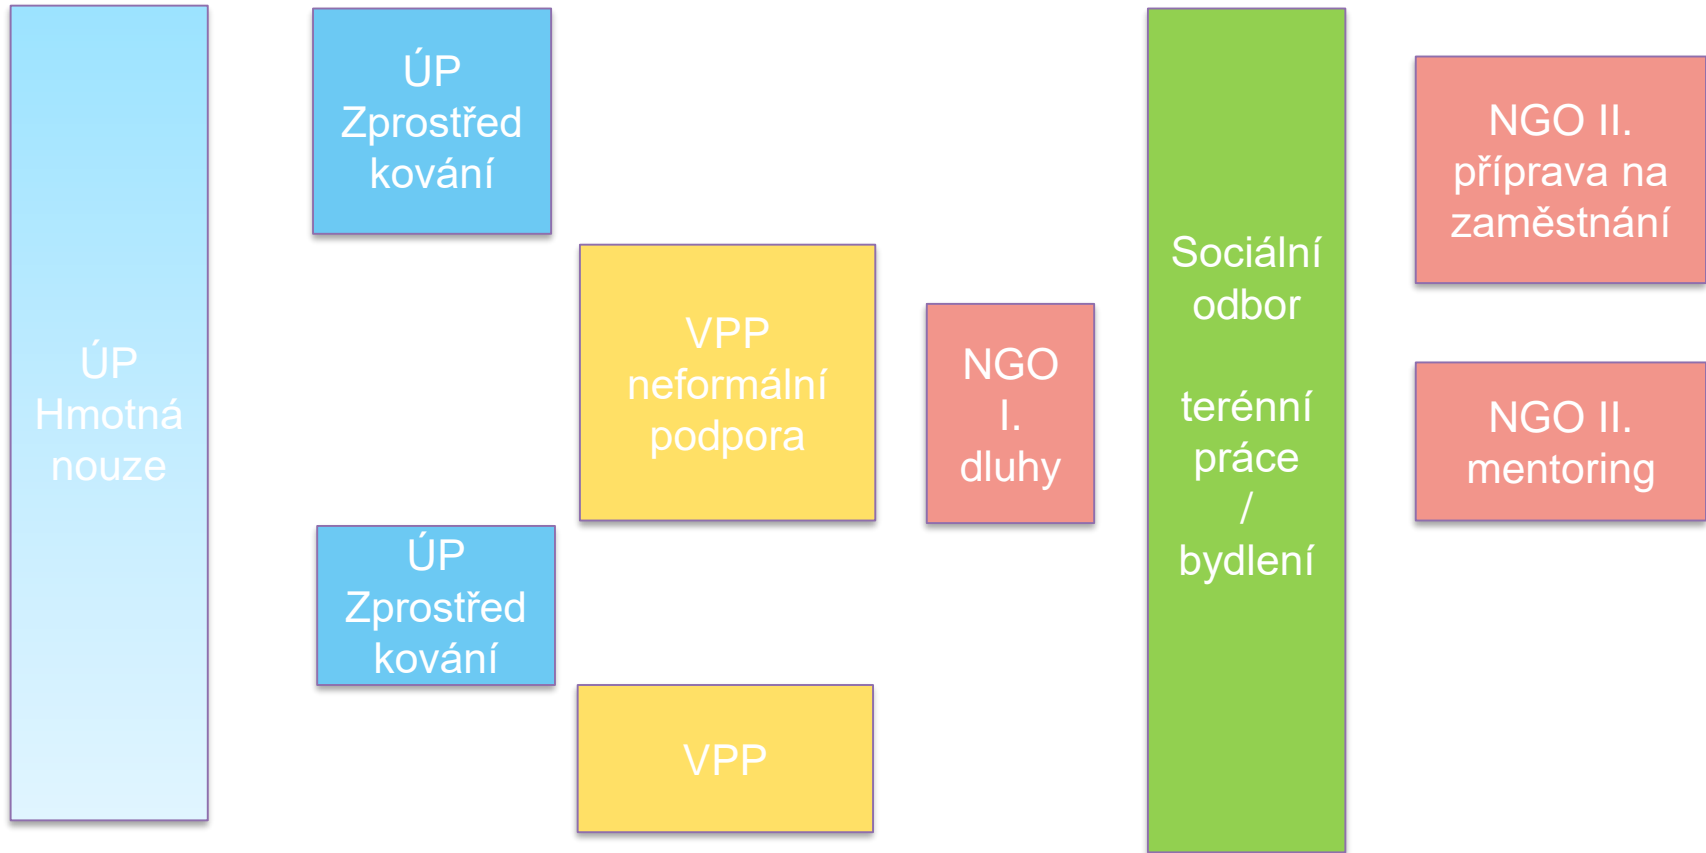 ÚP
Hmotná
nouze
ÚP
Zprostřed
kování
ÚP
Zprostřed
kování
VPP
neformální
podpora
VPP
NGO
I.
dluhy
Sociální
odbor
terénní
práce
/
bydlení
NGO II.
příprava na
zaměstnání
NGO II.
mentoring